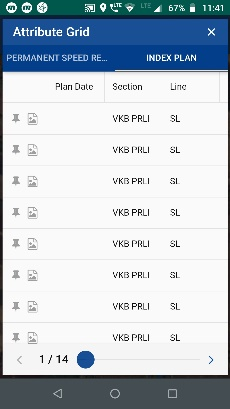 LTE 67% 11:41
Attribute Grid ×
PERMANENT SPEED RE... INDEX PLAN
Plan Date Section Line
VKB PRLI SL
VKB PRLI SL
VKB PRLI SL
VKB PRLI SL
VKB PRLI SL
VKB PRLI SL
VKB PRLI SL
VKB PRLI SL
1 / 14